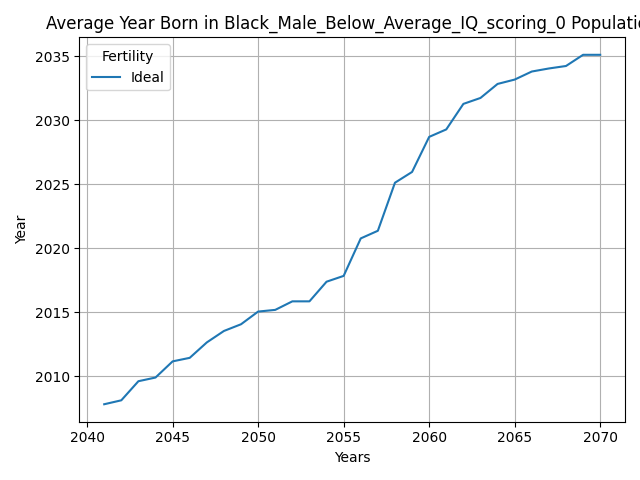 Average Year Born in Black_Male_Below_Average_IQ_scoring_0 Populatio
Fertility
Ideal
Year
2035
2030
2025
2020
2015
2010
2040 2045 2050 2055 2060 2065 2070
Years